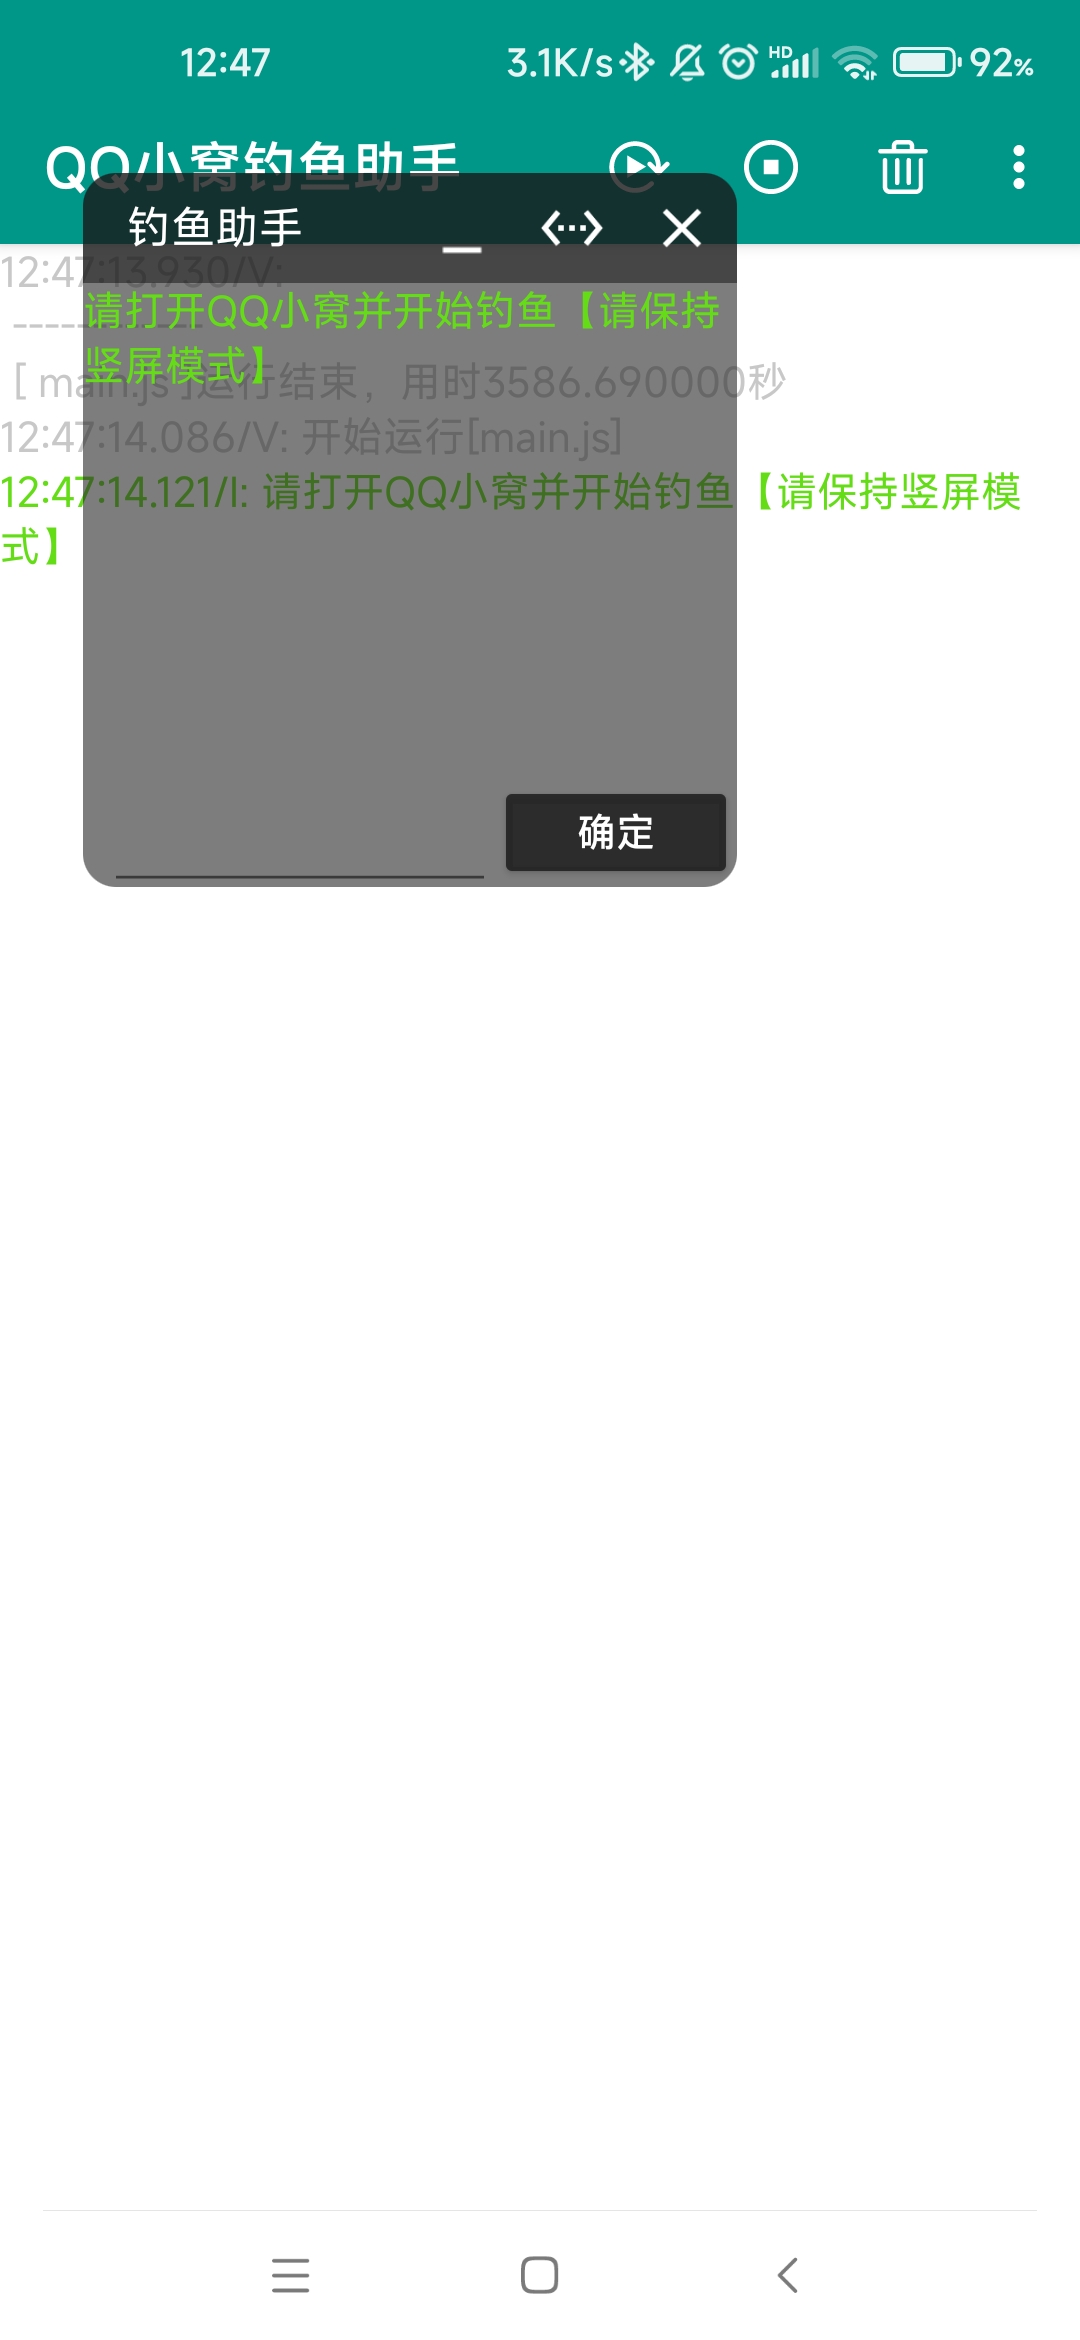 12:47
3.1K/s HD 92%
QQ小窝钓鱼助手
钓鱼助手
12:47:13.930/V:
请打开QQ小窝并开始钓鱼【请保持
竖屏模式】
------------
[ main.js ]运行结束，用时3586.690000秒
12:47:14.086/V: 开始运行[main.js]
12:47:14.121/I: 请打开QQ小窝并开始钓鱼【请保持竖屏模
式】
确定